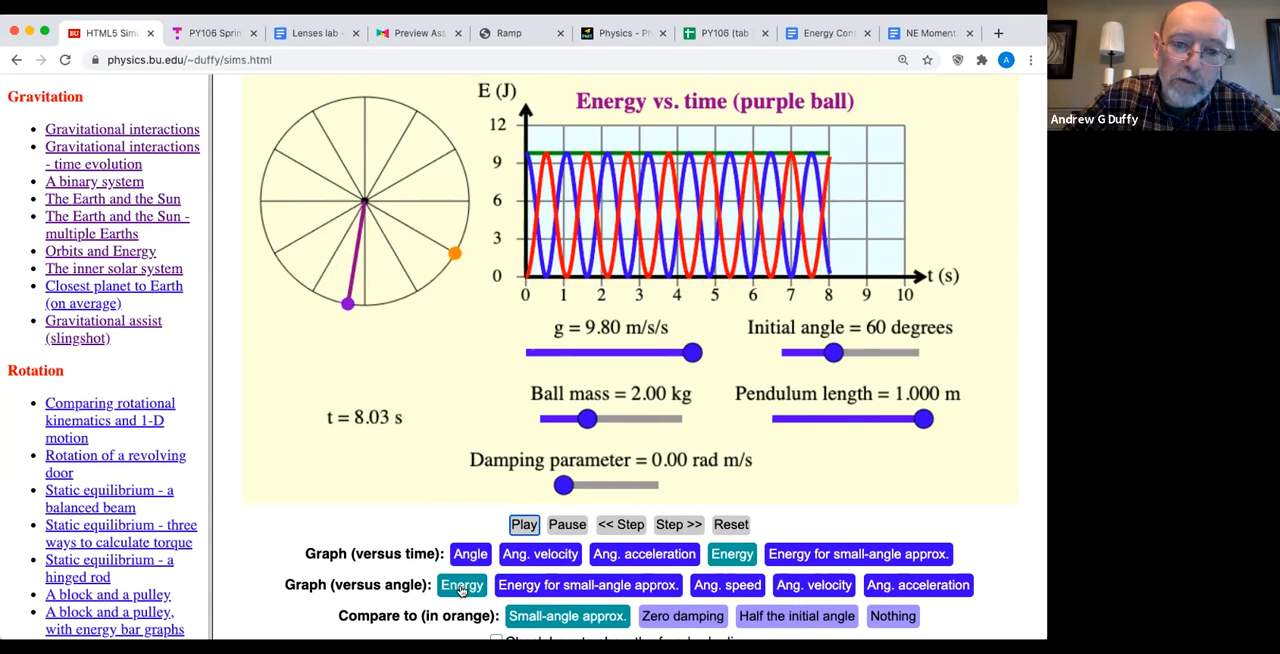 HTML5 Sim
PY106 Sprin
Lenses lab -
Preview Ass
Ramp
Physics - Ph
PY106 (tab
Energy Con
NE Moment
physics.bu.edu/~duffy/sims.html
A
Andrew G Duffy
Gravitation
Gravitational interactions
Gravitational interactions
- time evolution
A binary system
The Earth and the Sun
The Earth and the Sun -
multiple Earths
Orbits and Energy
The inner solar system
Closest planet to Earth
(on average)
Gravitational assist
(slingshot)
Rotation
Comparing rotational
kinematics and 1-D
motion
Rotation of a revolving
door
Static equilibrium - a
balanced beam
Static equilibrium - three
ways to calculate torque
Static equilibrium - a
hinged rod
A block and a pulley
A block and a pulley,
with energy bar graphs
E (J)
Energy vs. time (purple ball)
12
9
6
3
0
0 1 2 3 4 5 6 7 8 9 10
t (s)
g = 9.80 m/s/s
Initial angle = 60 degrees
Ball mass = 2.00 kg
Pendulum length = 1.000 m
t = 8.03 s
Damping parameter = 0.00 rad m/s
Play Pause << Step Step >> Reset
Graph (versus time): Angle Ang. velocity Ang. acceleration Energy Energy for small-angle approx.
Graph (versus angle): Energy Energy for small-angle approx. Ang. speed Ang. velocity Ang. acceleration
Compare to (in orange): Small-angle approx. Zero damping Half the initial angle Nothing